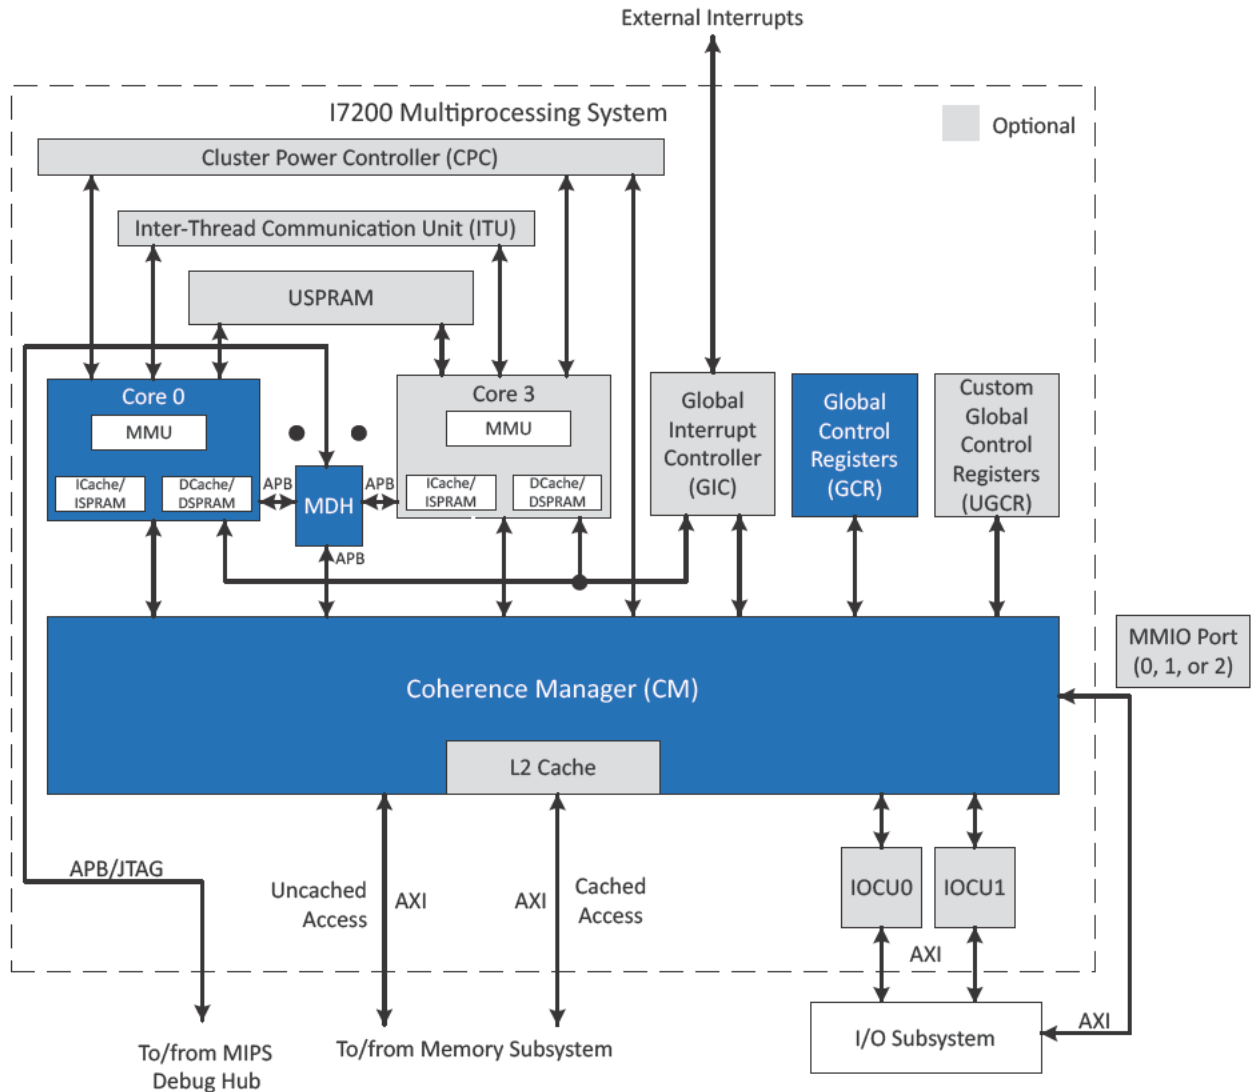 External Interrupts
I7200 Multiprocessing System
Optional
Cluster Power Controller (CPC)
Inter-Thread Communication Unit (ITU)
USPRAM
Core 0
MMU
ICache/
ISPRAM
DCache/
DSPRAM
APB
MDH
APB
APB
Core 3
MMU
ICache/
ISPRAM
DCache/
DSPRAM
Global
Interrupt
Controller
(GIC)
Global
Control
Registers
(GCR)
Custom
Global
Control
Registers
(UGCR)
MMIO Port
(0, 1, or 2)
Coherence Manager (CM)
L2 Cache
APB/JTAG
Uncached
Access
AXI
AXI
Cached
Access
IOCU0
IOCU1
AXI
I/O Subsystem
AXI
To/from MIPS
Debug Hub
To/from Memory Subsystem